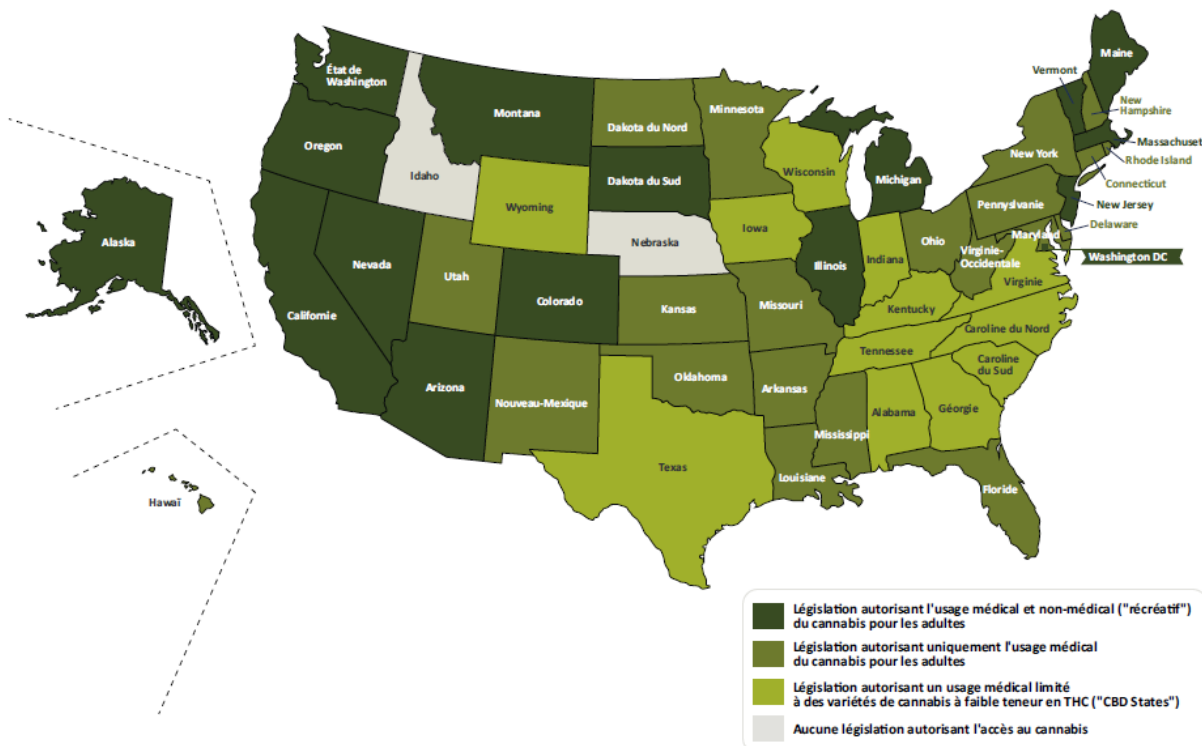 Maine
État de
Washington
Vermont
Montana
New
Hampshire
Dakota du Nord
Minnesota
Massachuset
Oregon
New York
Rhode Island
Wisconsin
Idaho
Dakota du Sud
Michigan
Connecticut
Wyoming
Pennyslvanie
New Jersey
Iowa
Delaware
Alaska
Nebraska
Ohio
Maryland
Nevada
Utah
Illinois
Indiana
Virginie-
Occidentale
Washington DC
Virginie
Colorado
Californie
Kansas
Missouri
Kentucky
Caroline du Nord
Tennessee
Caroline
du Sud
Oklahoma
Arizona
Arkansas
Nouveau-Mexique
Alabama
Géorgie
Mississippi
Texas
Louisiane
Floride
Hawaï
Législation autorisant l'usage médical et non-médical ("récréatif")
du cannabis pour les adultes
Législation autorisant uniquement l'usage médical
du cannabis pour les adultes
Législation autorisant un usage médical limité
à des variétés de cannabis à faible teneur en THC ("CBD States")
Aucune législation autorisant l'accès au cannabis